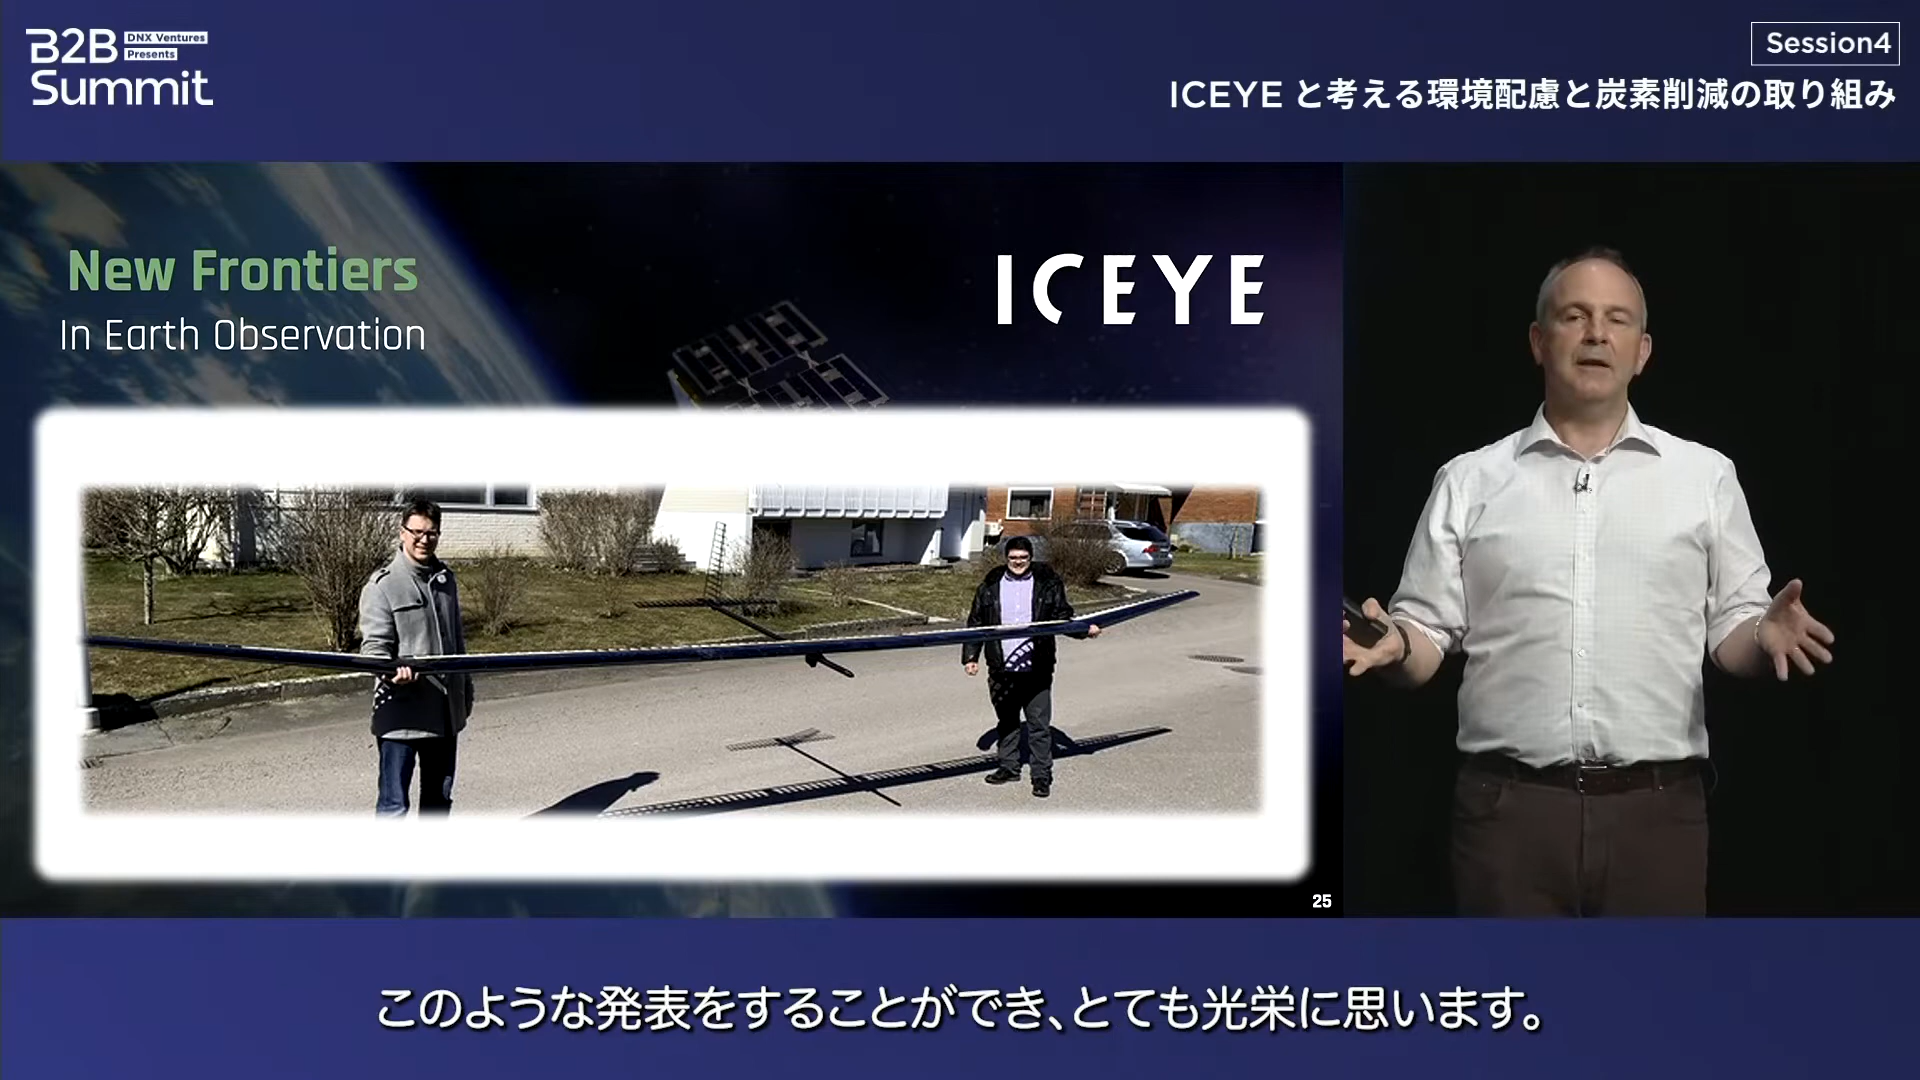 B2B DNX Ventures Presents
Summit
Session4
ICEYE と考える環境配慮と炭素削減の取り組み
New Frontiers
In Earth Observation
ICEYE
25
このような発表をすることができ、とても光栄に思います。